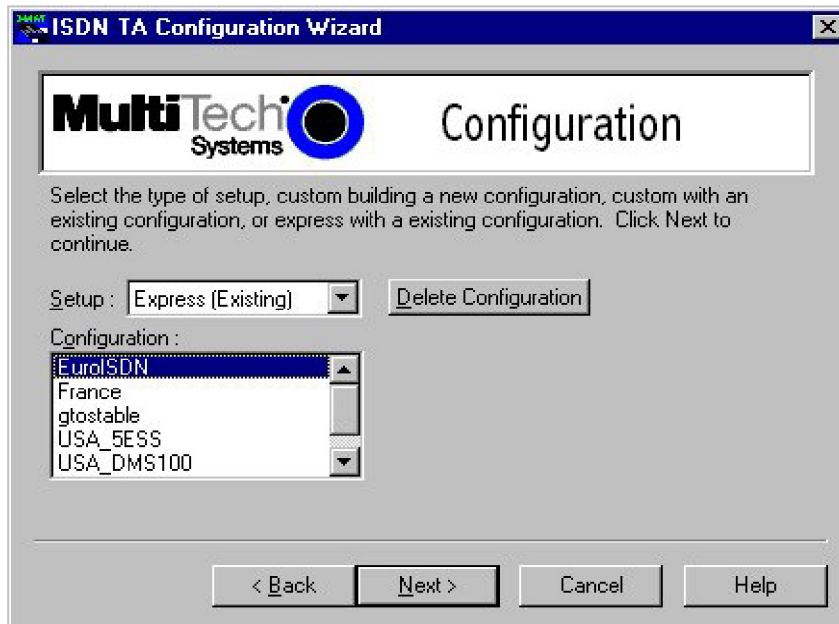 ISDN TA Configuration Wizard
MultiTech
Systems
Configuration
Select the type of setup, custom building a new configuration, custom with an
existing configuration, or express with a existing configuration. Click Next to
continue.
Setup : Express (Existing) Delete Configuration
Configuration :
EuroISDN
France
gtostable
USA_5ESS
USA_DMS100
< Back Next > Cancel Help